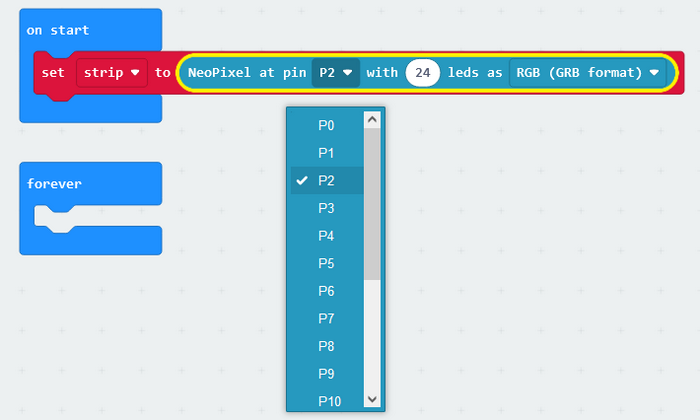 on start
set strip to NeoPixel at pin P2 with 24 leds as RGB (GRB format)
P0
P1
P2
forever
P3
P4
P5
P6
P7
P8
P9
P10